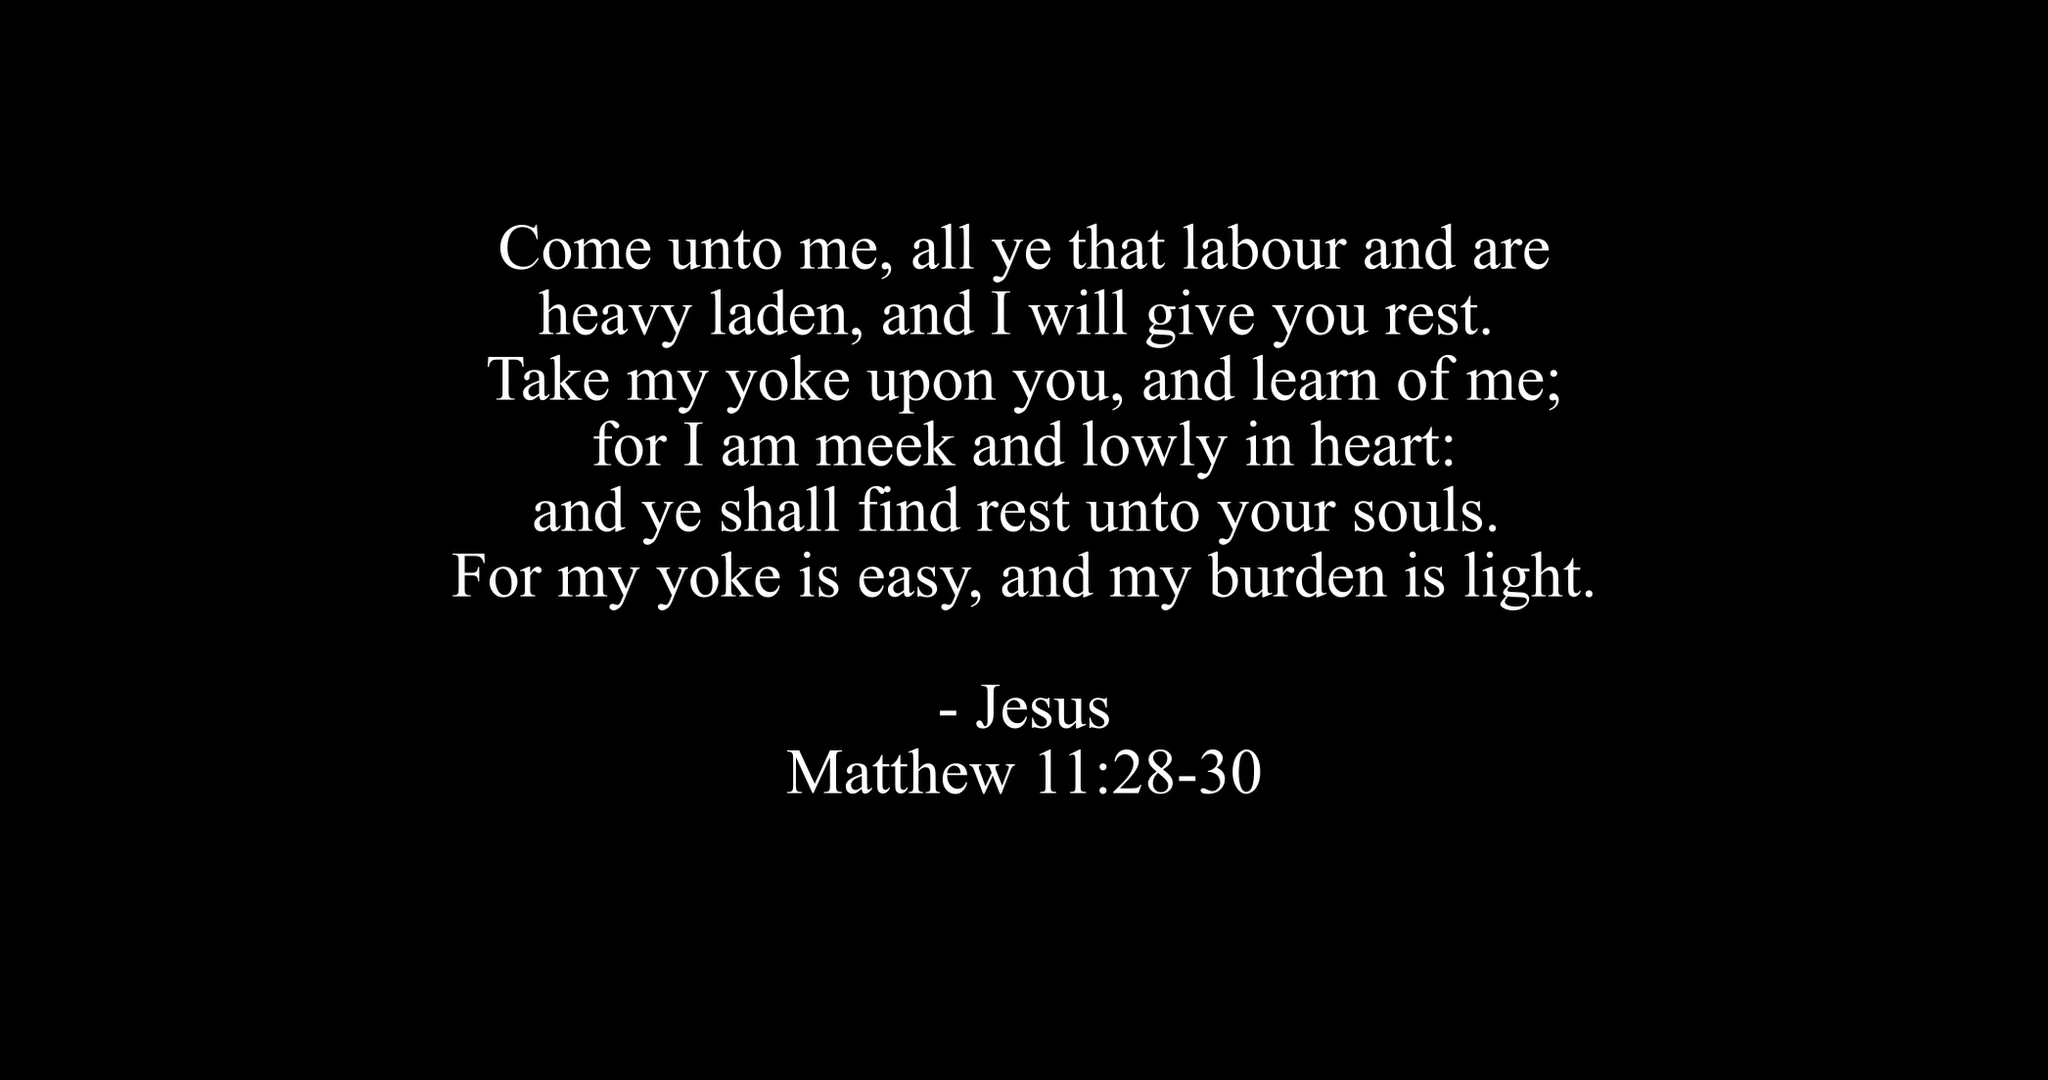 Come unto me, all ye that labour and are
heavy laden, and I will give you rest.
Take my yoke upon you, and learn of me;
for I am meek and lowly in heart:
and ye shall find rest unto your souls.
For my yoke is easy, and my burden is light.
- Jesus
Matthew 11:28-30